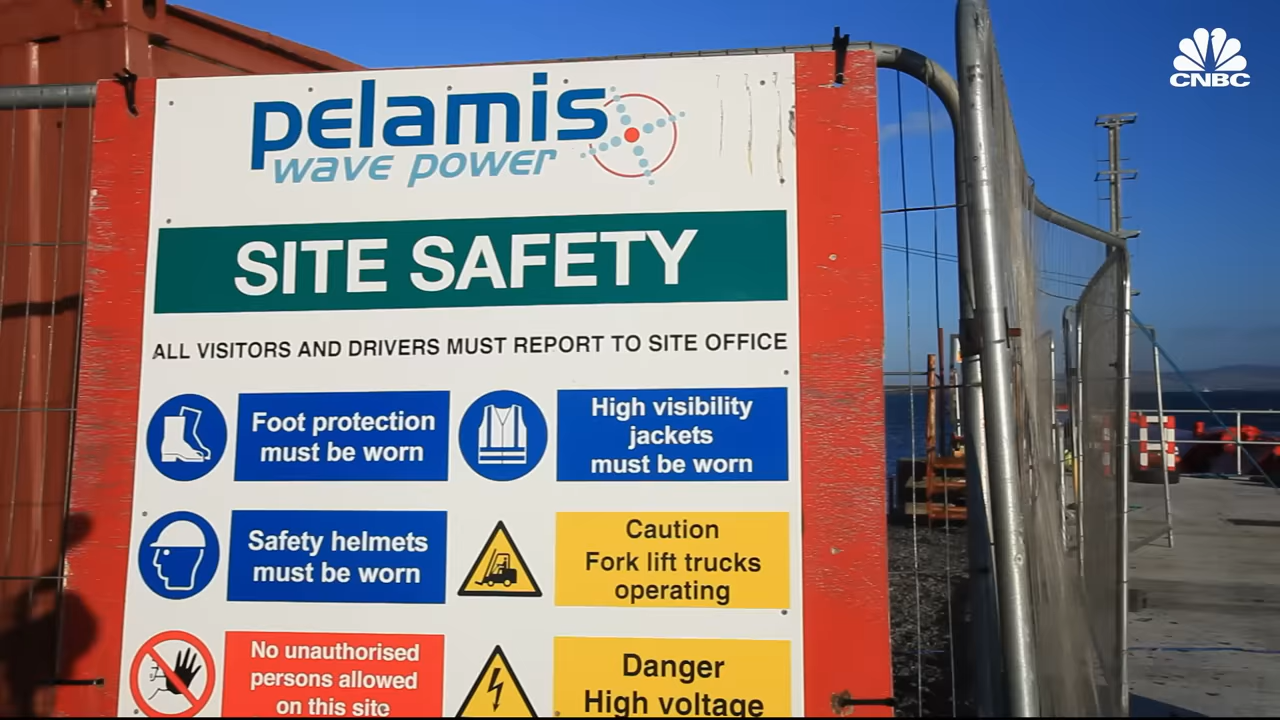 CNBC
pelamis
wave power
SITE SAFETY
ALL VISITORS AND DRIVERS MUST REPORT TO SITE OFFICE
Foot protection
must be worn
High visibility
jackets
must be worn
Safety helmets
must be worn
Caution
Fork lift trucks
operating
No unauthorised
persons allowed
on this site
Danger
High voltage